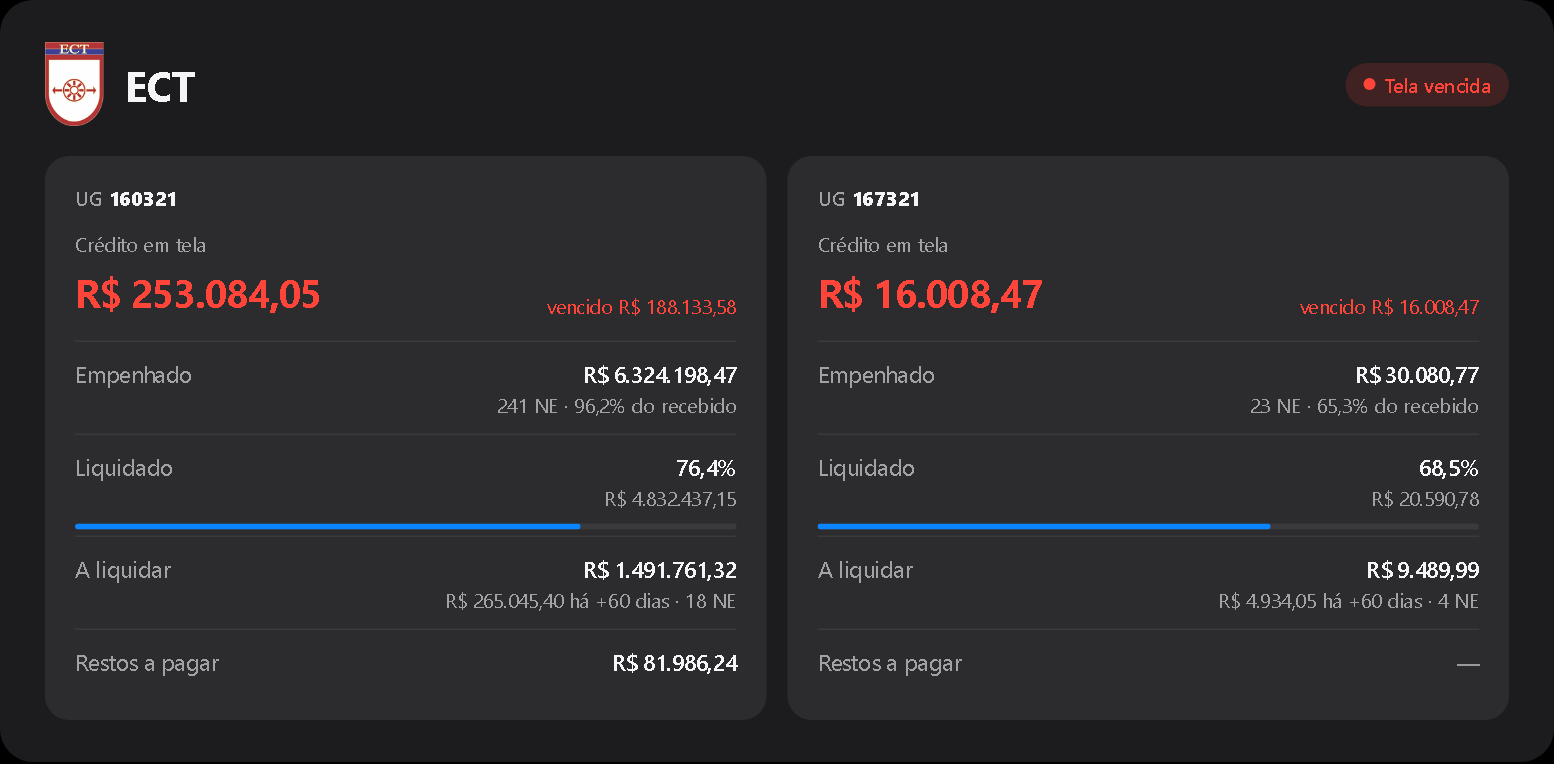 ECT
ECT
Tela vencida
UG 160321
Crédito em tela
R$ 253.084,05
vencido R$ 188.133,58
Empenhado
R$ 6.324.198,47
241 NE · 96,2% do recebido
Liquidado
76,4%
R$ 4.832.437,15
A liquidar
R$ 1.491.761,32
R$ 265.045,40 há +60 dias · 18 NE
Restos a pagar
R$ 81.986,24
UG 167321
Crédito em tela
R$ 16.008,47
vencido R$ 16.008,47
Empenhado
R$ 30.080,77
23 NE · 65,3% do recebido
Liquidado
68,5%
R$ 20.590,78
A liquidar
R$ 9.489,99
R$ 4.934,05 há +60 dias · 4 NE
Restos a pagar
—